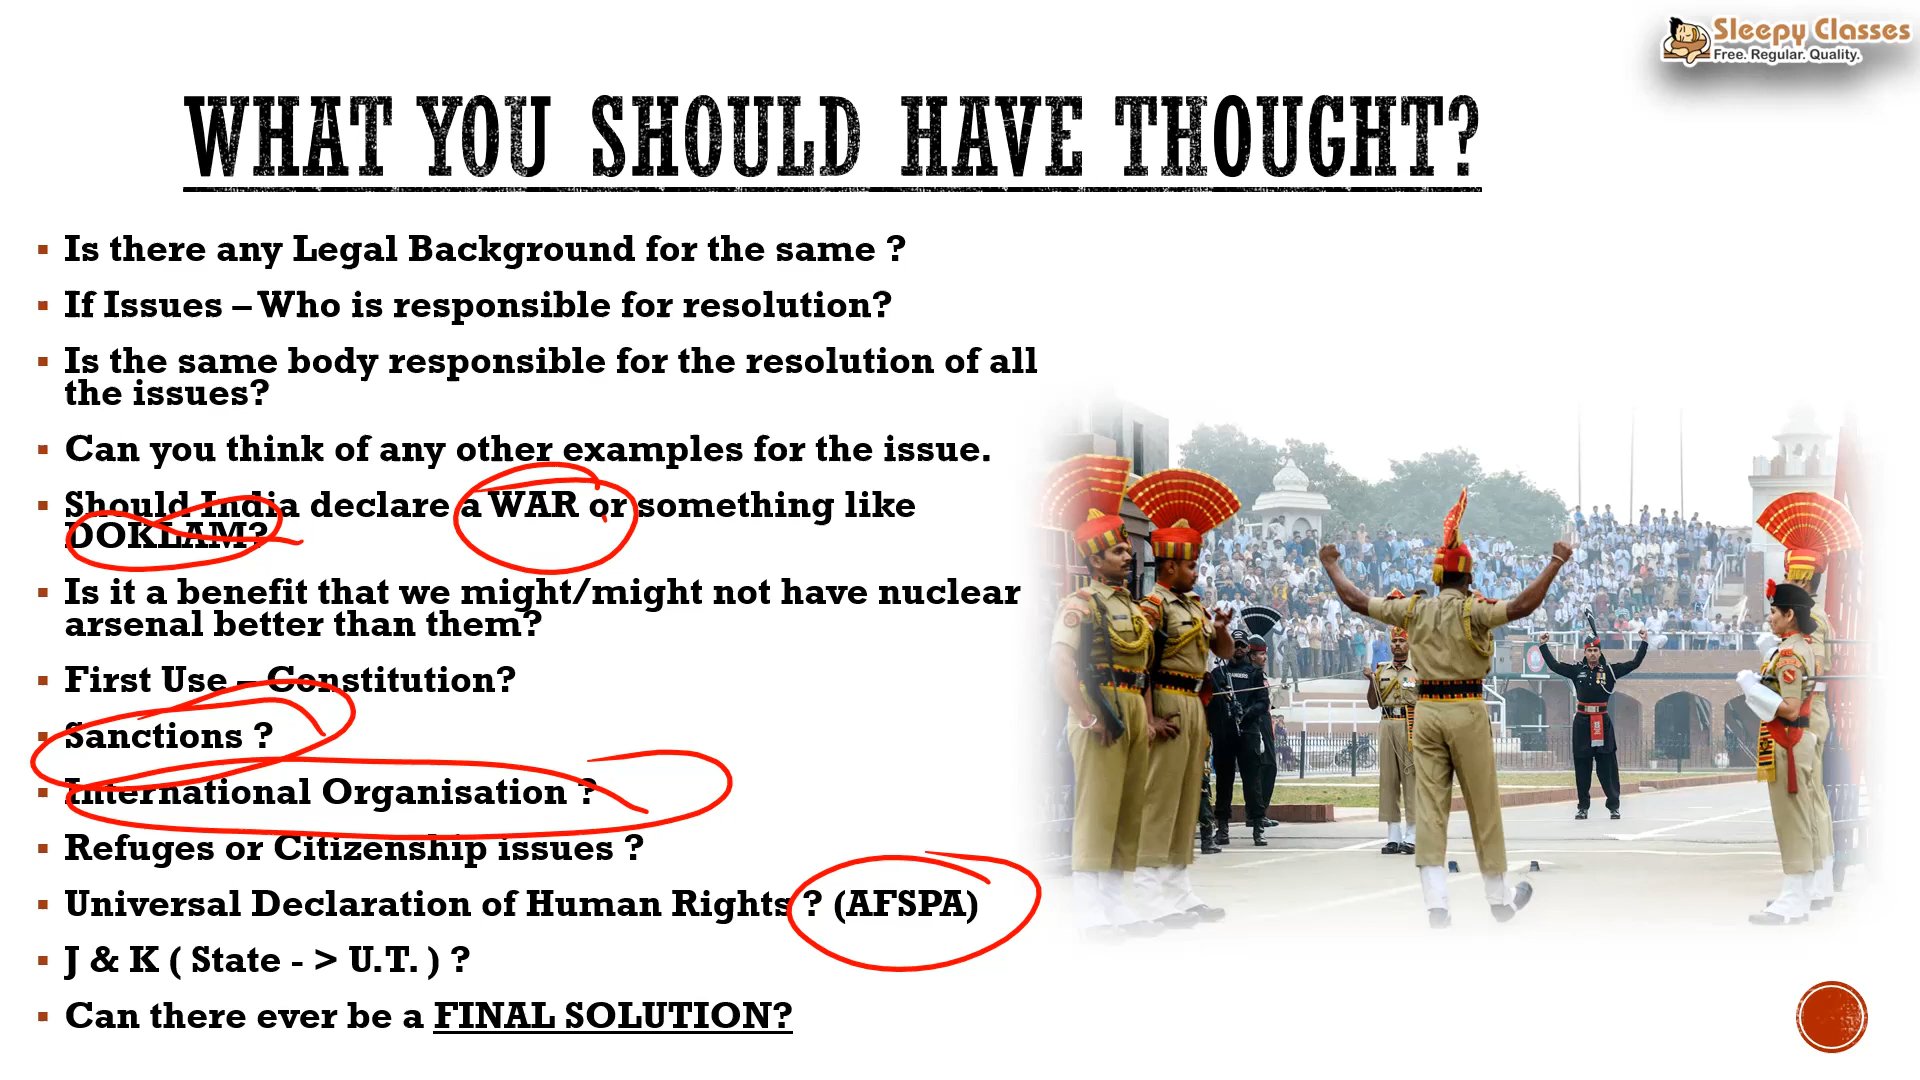 Sleepy Classes
Free. Regular. Quality.
WHAT YOU SHOULD HAVE THOUGHT?
▪ Is there any Legal Background for the same ?
▪ If Issues – Who is responsible for resolution?
▪ Is the same body responsible for the resolution of all
the issues?
▪ Can you think of any other examples for the issue.
▪ Should India declare a WAR or something like
DOKLAM?
▪ Is it a benefit that we might/might not have nuclear
arsenal better than them?
▪ First Use – Constitution?
▪ Sanctions ?
▪ International Organisation ?
▪ Refuges or Citizenship issues ?
▪ Universal Declaration of Human Rights ? (AFSPA)
▪ J & K ( State - > U.T. ) ?
▪ Can there ever be a FINAL SOLUTION?